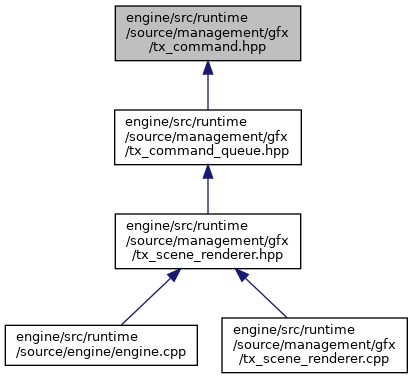 engine/src/runtime
/source/management/gfx
/tx_command.hpp
engine/src/runtime
/source/management/gfx
/tx_command_queue.hpp
engine/src/runtime
/source/management/gfx
/tx_scene_renderer.hpp
engine/src/runtime
/source/engine/engine.cpp
engine/src/runtime
/source/management/gfx
/tx_scene_renderer.cpp